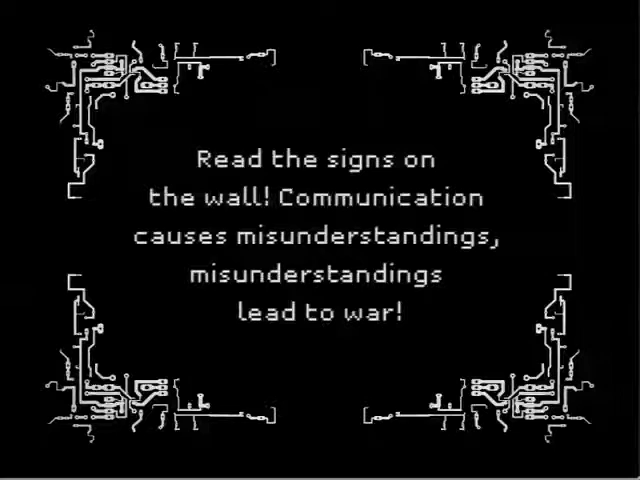 Read the signs on
the wall! Communication
causes misunderstandings,
misunderstandings
lead to war!